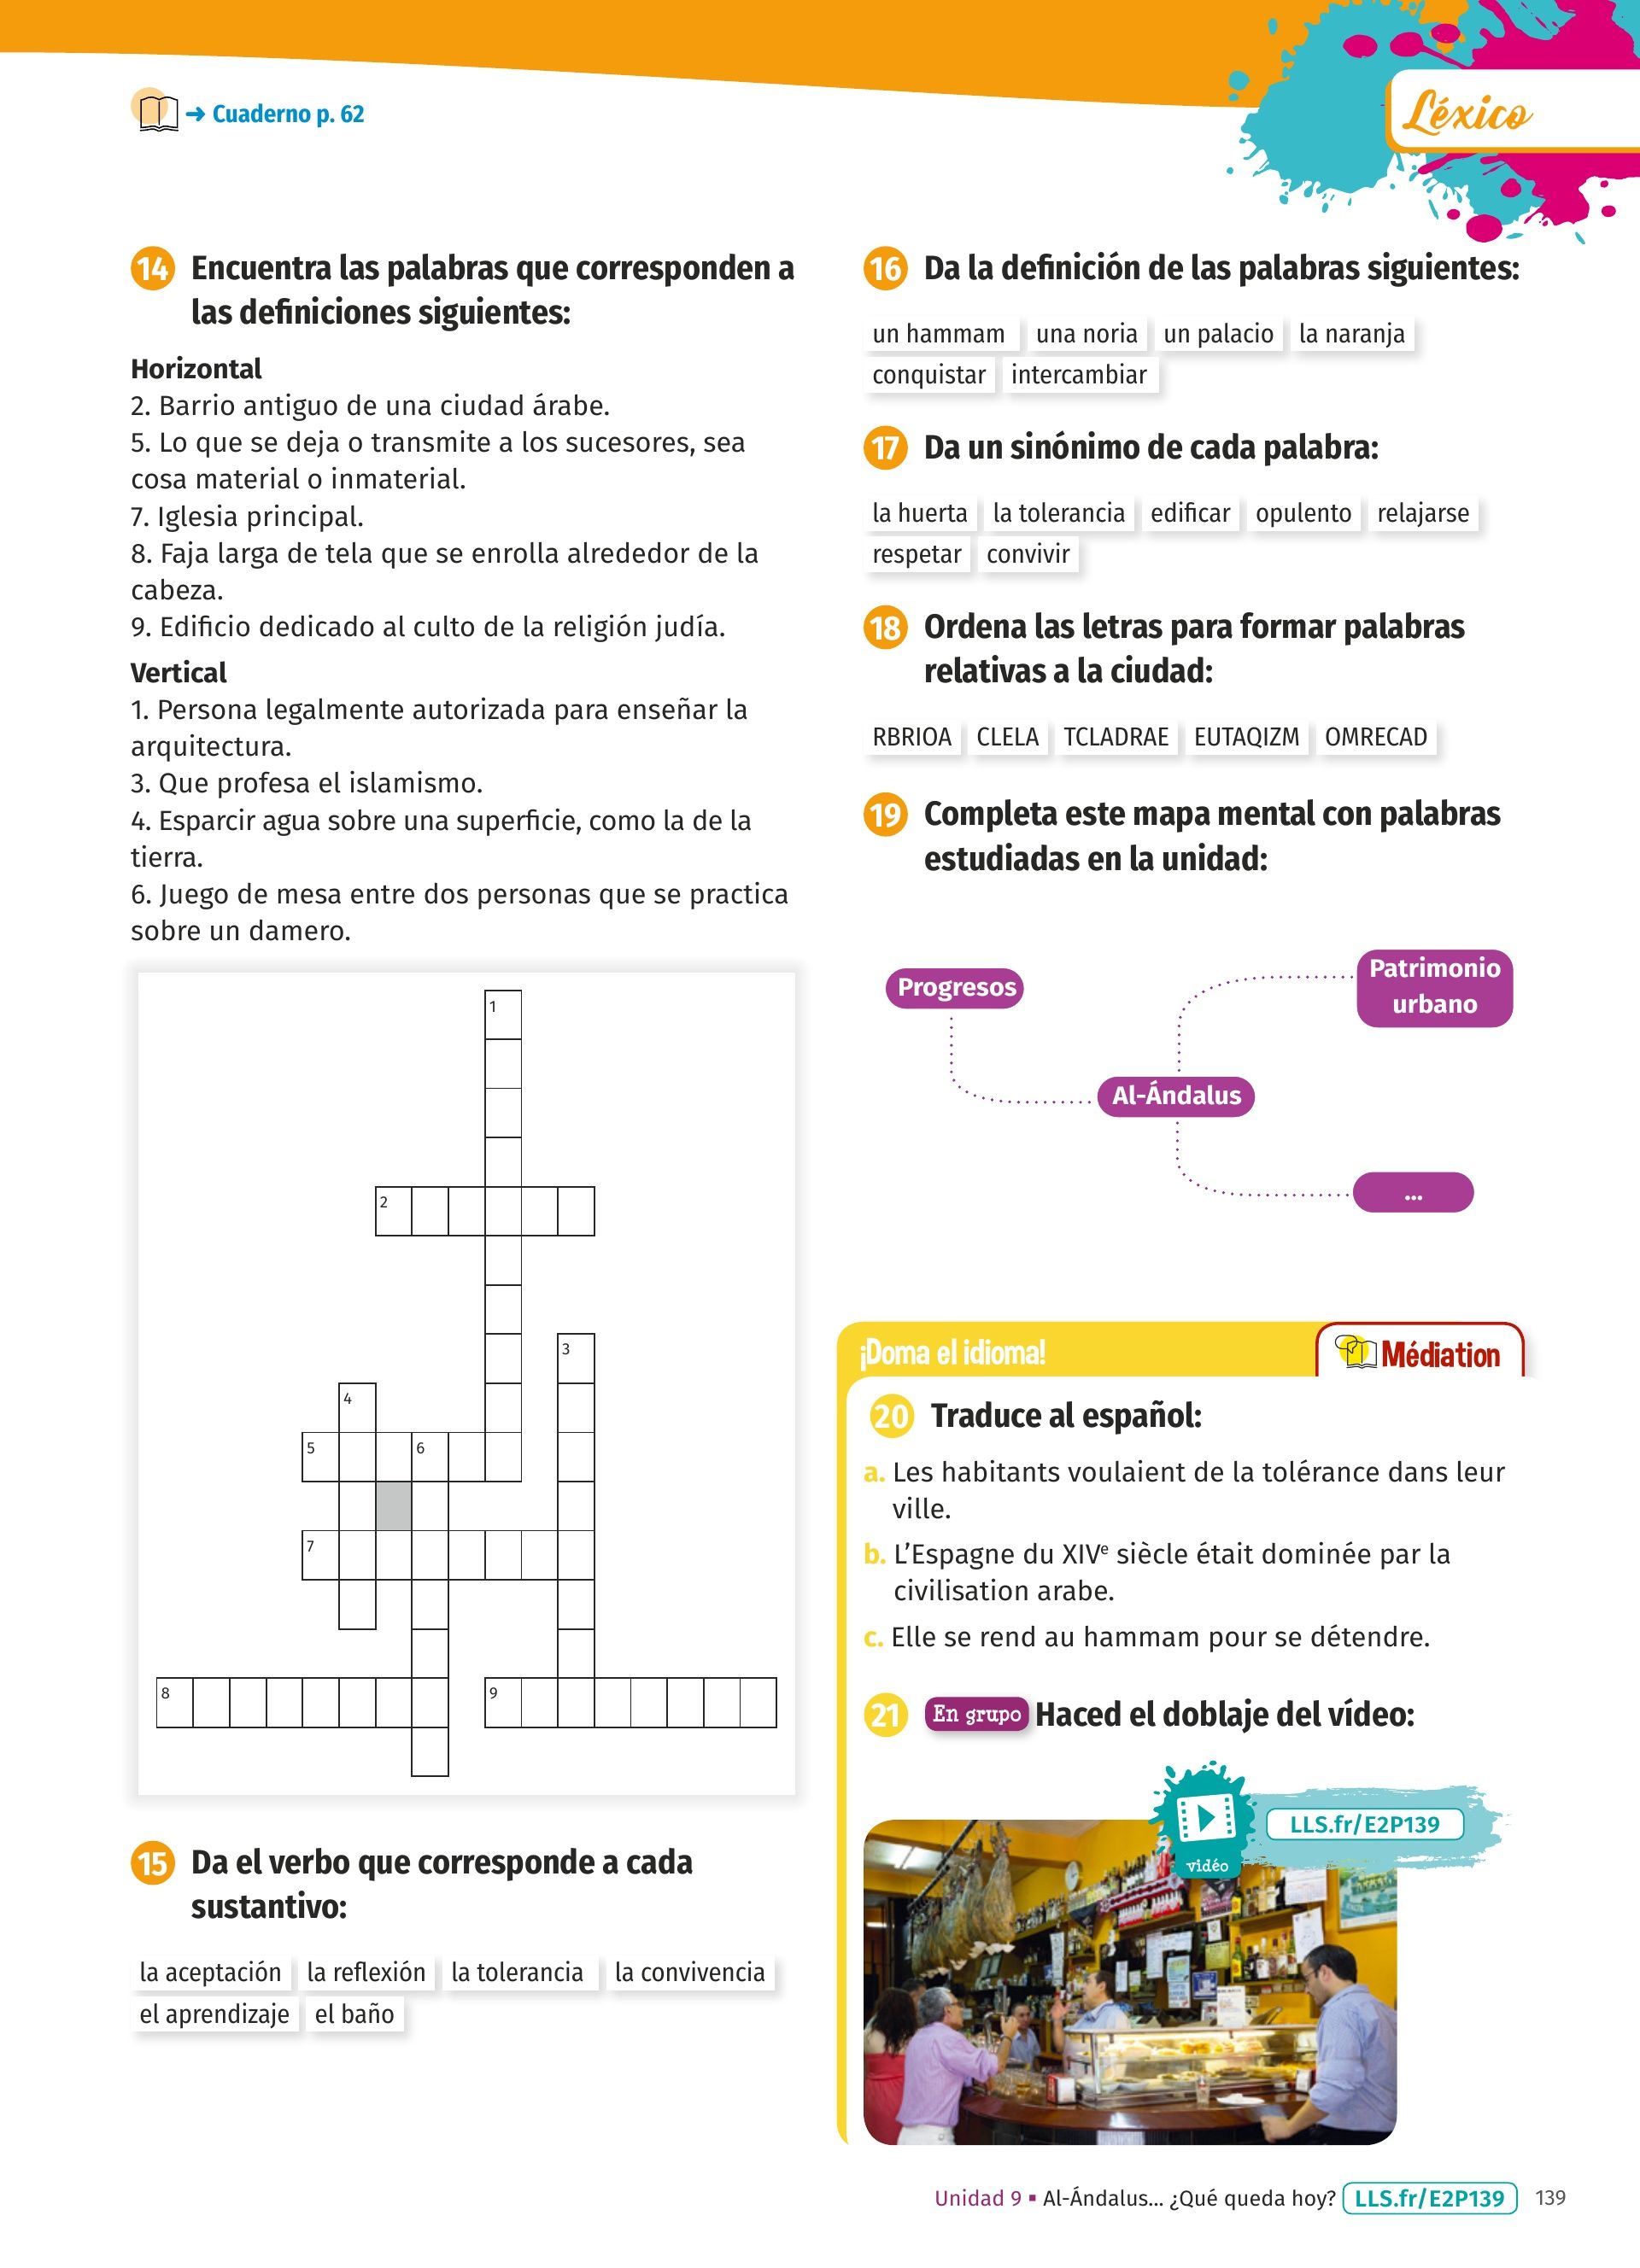 ➜ Cuaderno p. 62
Léxico
14 Encuentra las palabras que corresponden a
las definiciones siguientes:
Horizontal
2. Barrio antiguo de una ciudad árabe.
5. Lo que se deja o transmite a los sucesores, sea
cosa material o inmaterial.
7. Iglesia principal.
8. Faja larga de tela que se enrolla alrededor de la
cabeza.
9. Edificio dedicado al culto de la religión judía.
Vertical
1. Persona legalmente autorizada para enseñar la
arquitectura.
3. Que profesa el islamismo.
4. Esparcir agua sobre una superficie, como la de la
tierra.
6. Juego de mesa entre dos personas que se practica
sobre un damero.
1
2
3
4
5 6
7
8 9
15 Da el verbo que corresponde a cada
sustantivo:
la aceptación la reflexión la tolerancia la convivencia
el aprendizaje el baño
16 Da la definición de las palabras siguientes:
un hammam una noria un palacio la naranja
conquistar intercambiar
17 Da un sinónimo de cada palabra:
la huerta la tolerancia edificar opulento relajarse
respetar convivir
18 Ordena las letras para formar palabras
relativas a la ciudad:
RBRIOA CLELA TCLADRAE EUTAQIZM OMRECAD
19 Completa este mapa mental con palabras
estudiadas en la unidad:
Progresos
Patrimonio
urbano
Al-Ándalus
...
¡Doma el idioma!
Médiation
20 Traduce al español:
a. Les habitants voulaient de la tolérance dans leur
ville.
b. L'Espagne du XIVe siècle était dominée par la
civilisation arabe.
c. Elle se rend au hammam pour se détendre.
21 En grupo Haced el doblaje del vídeo:
vidéo
LLS.fr/E2P139
Unidad 9 ▪ Al-Ándalus... ¿Qué queda hoy? LLS.fr/E2P139 139